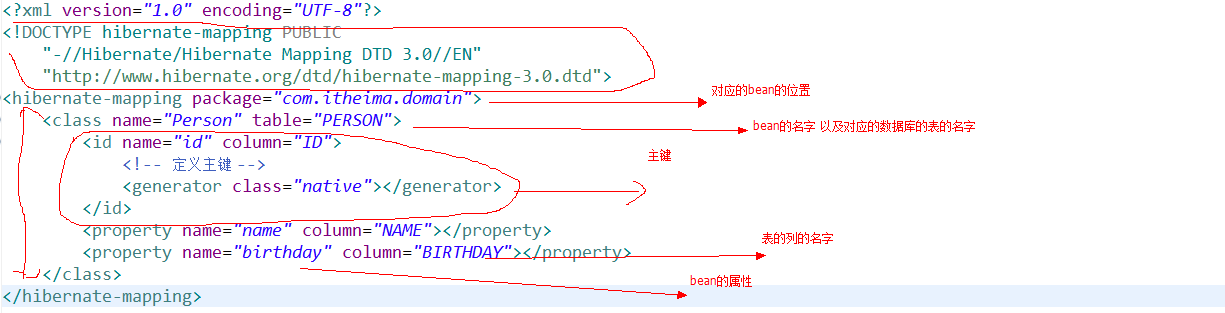 <?xml version="1.0" encoding="UTF-8"?>
<!DOCTYPE hibernate-mapping PUBLIC
"-//Hibernate/Hibernate Mapping DTD 3.0//EN"
"http://www.hibernate.org/dtd/hibernate-mapping-3.0.dtd">
<hibernate-mapping package="com.itheima.domain">
对应的bean的位置
<class name="Person" table="PERSON">
bean的名字 以及对应的数据库的表的名字
<id name="id" column="ID">
<!-- 定义主键 -->
主键
<generator class="native"></generator>
</id>
<property name="name" column="NAME"></property>
表的列的名字
<property name="birthday" column="BIRTHDAY"></property>
</class>
bean的属性
</hibernate-mapping>